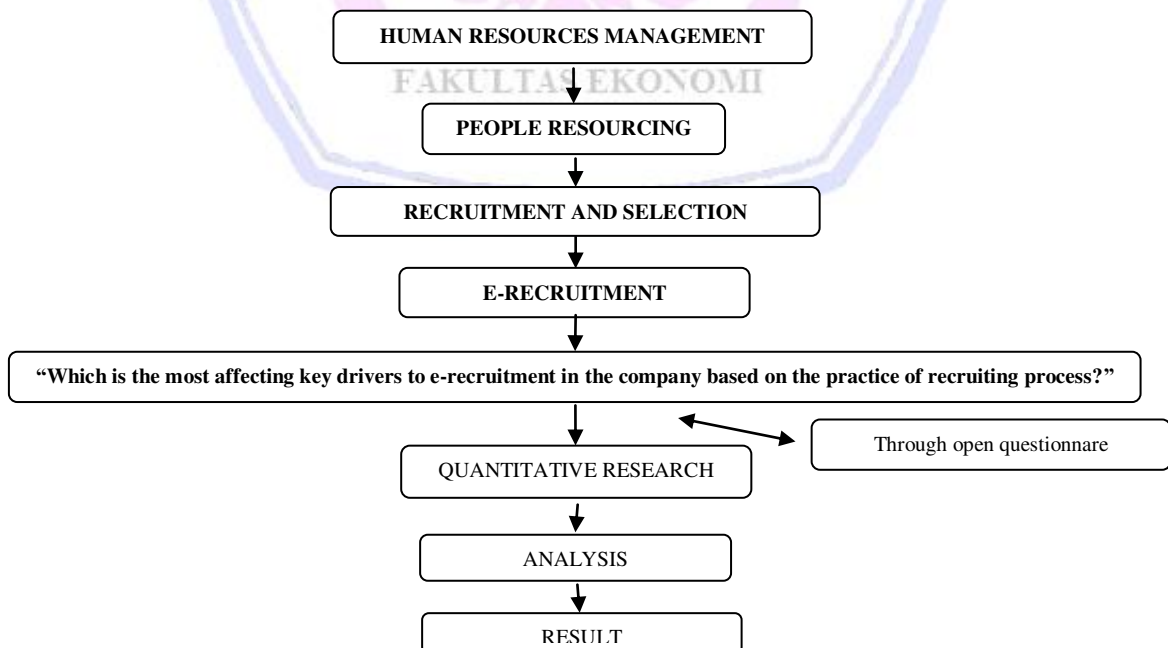 HUMAN RESOURCES MANAGEMENT
FAKULTAS EKONOMI
PEOPLE RESOURCING
RECRUITMENT AND SELECTION
E-RECRUITMENT
“Which is the most affecting key drivers to e-recruitment in the company based on the practice of recruiting process?”
Through open questionnare
QUANTITATIVE RESEARCH
ANALYSIS
RESULT